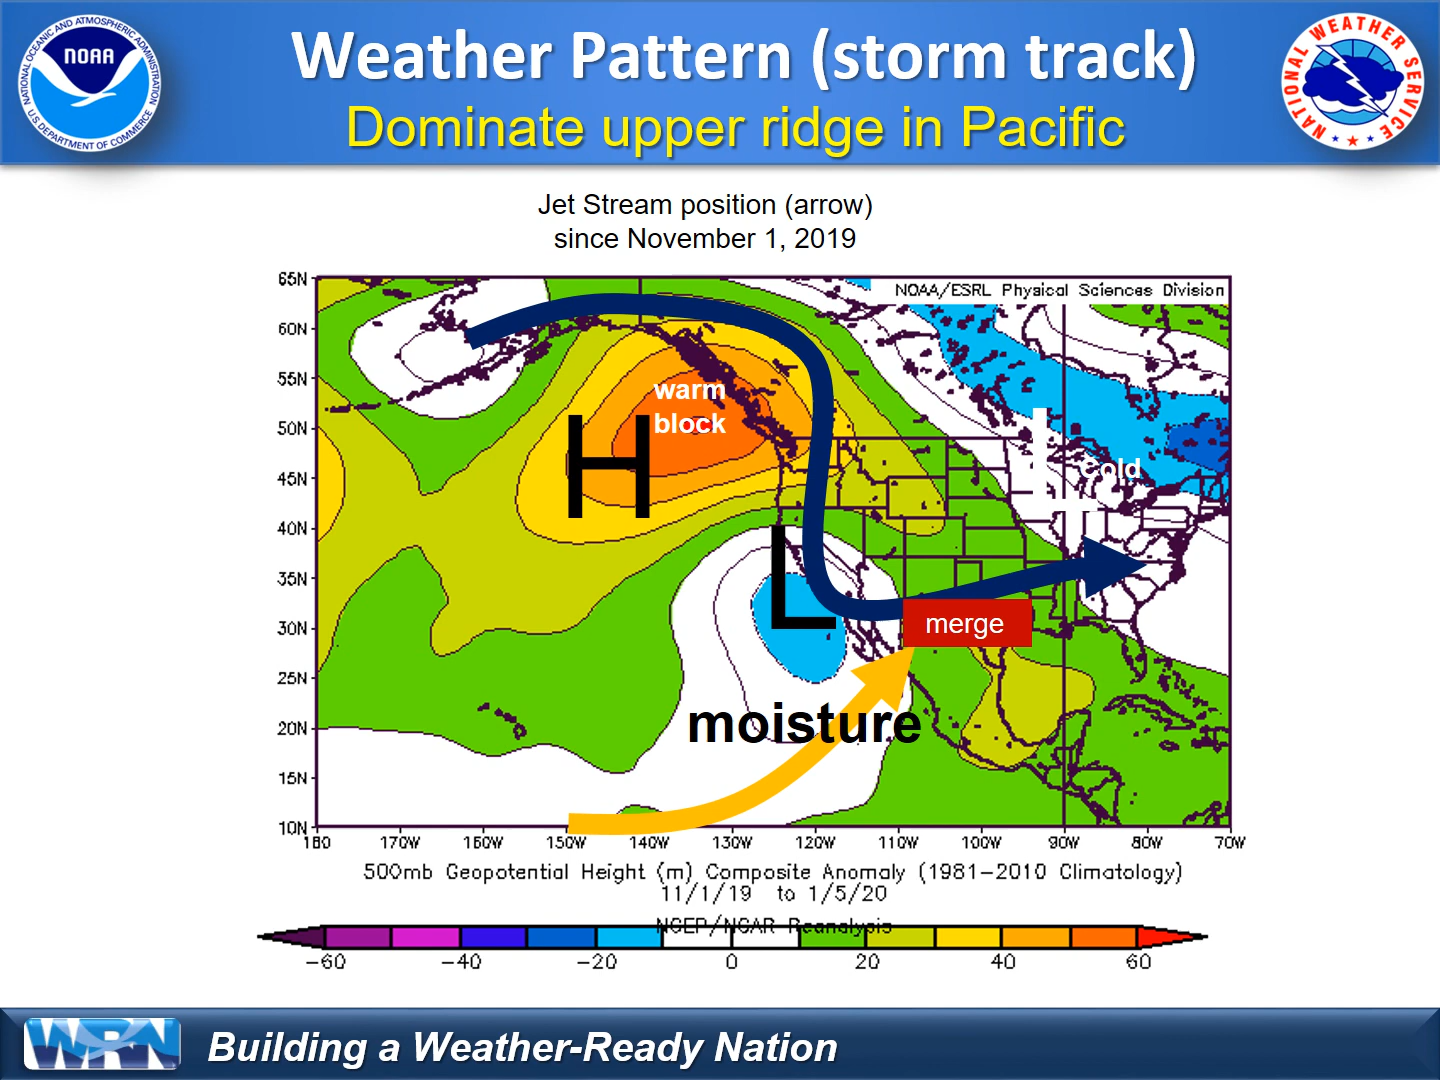 NATIONAL OCEANIC AND ATMOSPHERIC ADMINISTRATION
NOAA
U.S. DEPARTMENT OF COMMERCE
Weather Pattern (storm track)
Dominate upper ridge in Pacific
NATIONAL WEATHER SERVICE
Jet Stream position (arrow)
since November 1, 2019
NOAA/ESRL Physical Sciences Division
65N
60N
55N
50N
45N
40N
35N
30N
25N
20N
15N
10N
warm
block
H
L
L
cold
merge
moisture
180 170W 160W 150W 140W 130W 120W 110W 100W 90W 80W 70W
500mb Geopotential Height (m) Composite Anomaly (1981-2010 Climatology)
11/1/19 to 1/5/20
NCEP/NCAR Reanalysis
-60 -40 -20 0 20 40 60
WRN
Building a Weather-Ready Nation